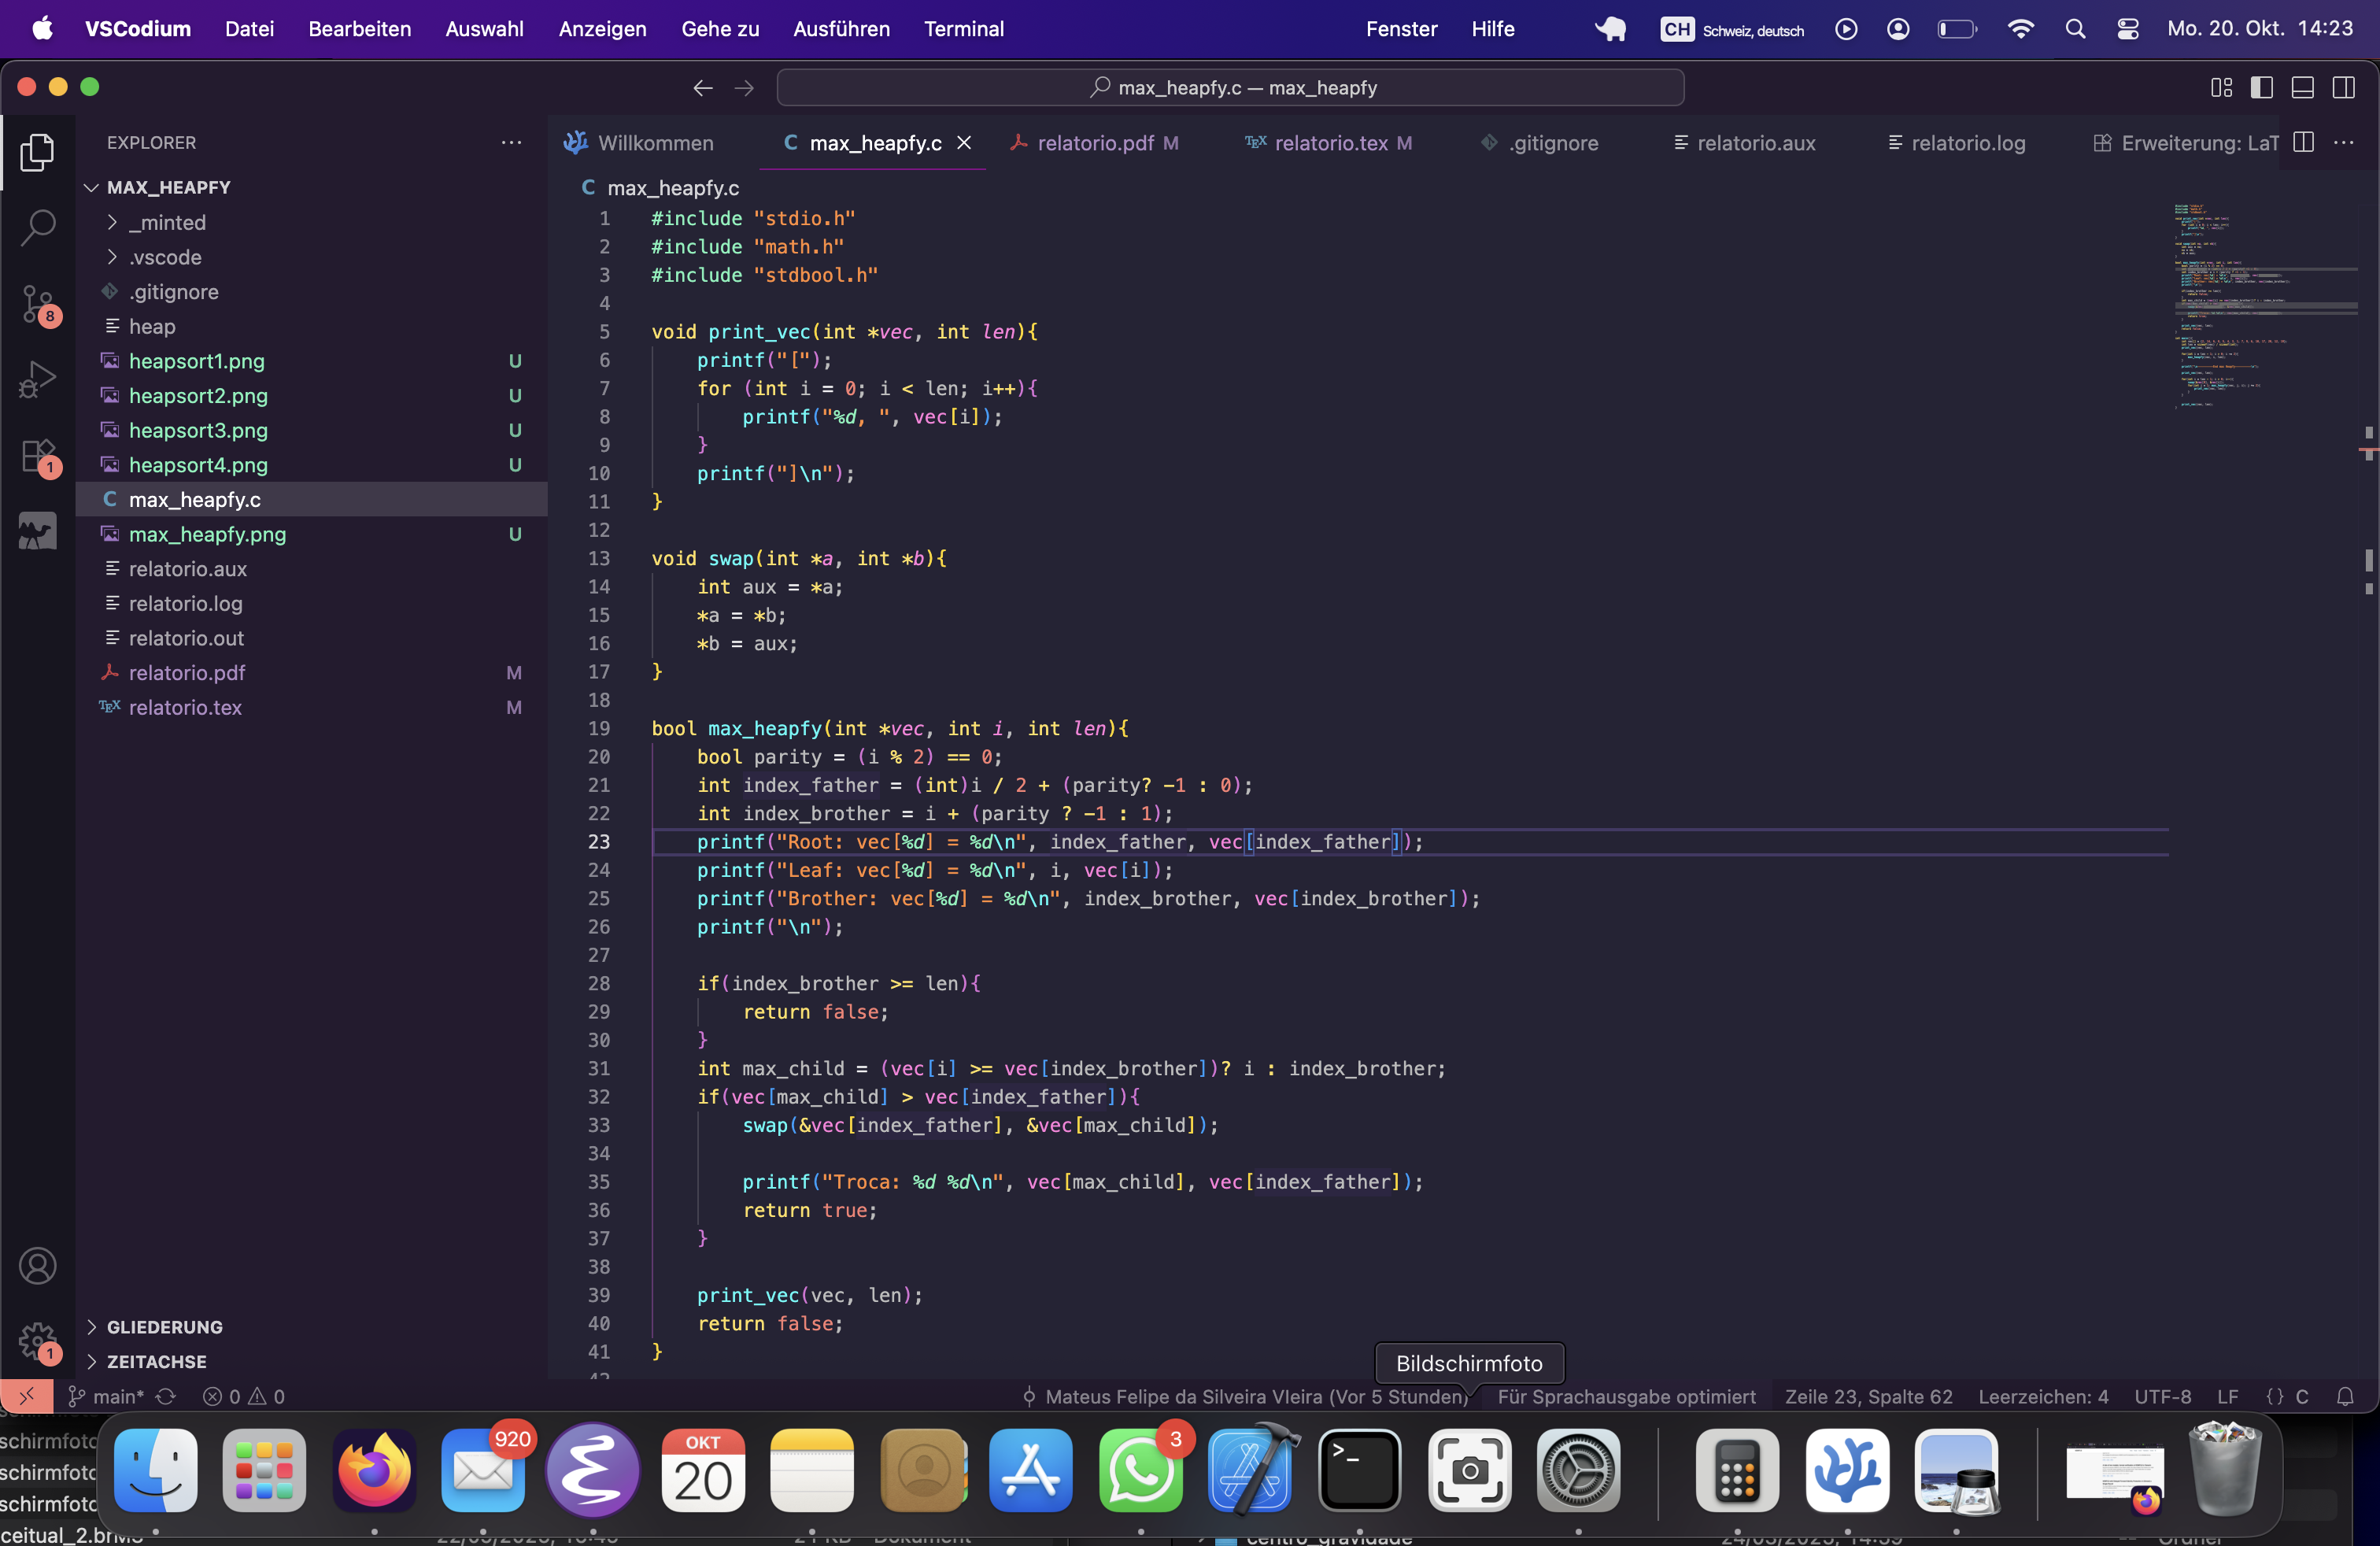 VSCodium Datei Bearbeiten Auswahl Anzeigen Gehe zu Ausführen Terminal Fenster Hilfe CH Schweiz, deutsch Mo. 20. Okt. 14:23
max_heapfy.c — max_heapfy
EXPLORER
MAX_HEAPFY
_minted
.vscode
.gitignore
heap
heapsort1.png U
heapsort2.png U
heapsort3.png U
heapsort4.png U
C max_heapfy.c
max_heapfy.png U
relatorio.aux
relatorio.log
relatorio.out
relatorio.pdf M
TEX relatorio.tex M
GLIEDERUNG
ZEITACHSE
8
1
1
Willkommen C max_heapfy.c relatorio.pdf M TEX relatorio.tex M .gitignore relatorio.aux relatorio.log Erweiterung: LaT
C max_heapfy.c
1 #include "stdio.h"
2 #include "math.h"
3 #include "stdbool.h"
4
5 void print_vec(int *vec, int len){
6 printf("[");
7 for (int i = 0; i < len; i++){
8 printf("%d, ", vec[i]);
9 }
10 printf("]\n");
11 }
12
13 void swap(int *a, int *b){
14 int aux = *a;
15 *a = *b;
16 *b = aux;
17 }
18
19 bool max_heapfy(int *vec, int i, int len){
20 bool parity = (i % 2) == 0;
21 int index_father = (int)i / 2 + (parity? -1 : 0);
22 int index_brother = i + (parity ? -1 : 1);
23 printf("Root: vec[%d] = %d\n", index_father, vec[index_father]);
24 printf("Leaf: vec[%d] = %d\n", i, vec[i]);
25 printf("Brother: vec[%d] = %d\n", index_brother, vec[index_brother]);
26 printf("\n");
27
28 if(index_brother >= len){
29 return false;
30 }
31 int max_child = (vec[i] >= vec[index_brother])? i : index_brother;
32 if(vec[max_child] > vec[index_father]){
33 swap(&vec[index_father], &vec[max_child]);
34
35 printf("Troca: %d %d\n", vec[max_child], vec[index_father]);
36 return true;
37 }
38
39 print_vec(vec, len);
40 return false;
41 }
Bildschirmfoto
main* 0 0 Mateus Felipe da Silveira VIeira (Vor 5 Stunden) Für Sprachausgabe optimiert Zeile 23, Spalte 62 Leerzeichen: 4 UTF-8 LF {} C
920
OKT
20
3
>_
schirmfoto
schirmfoto
schirmfoto